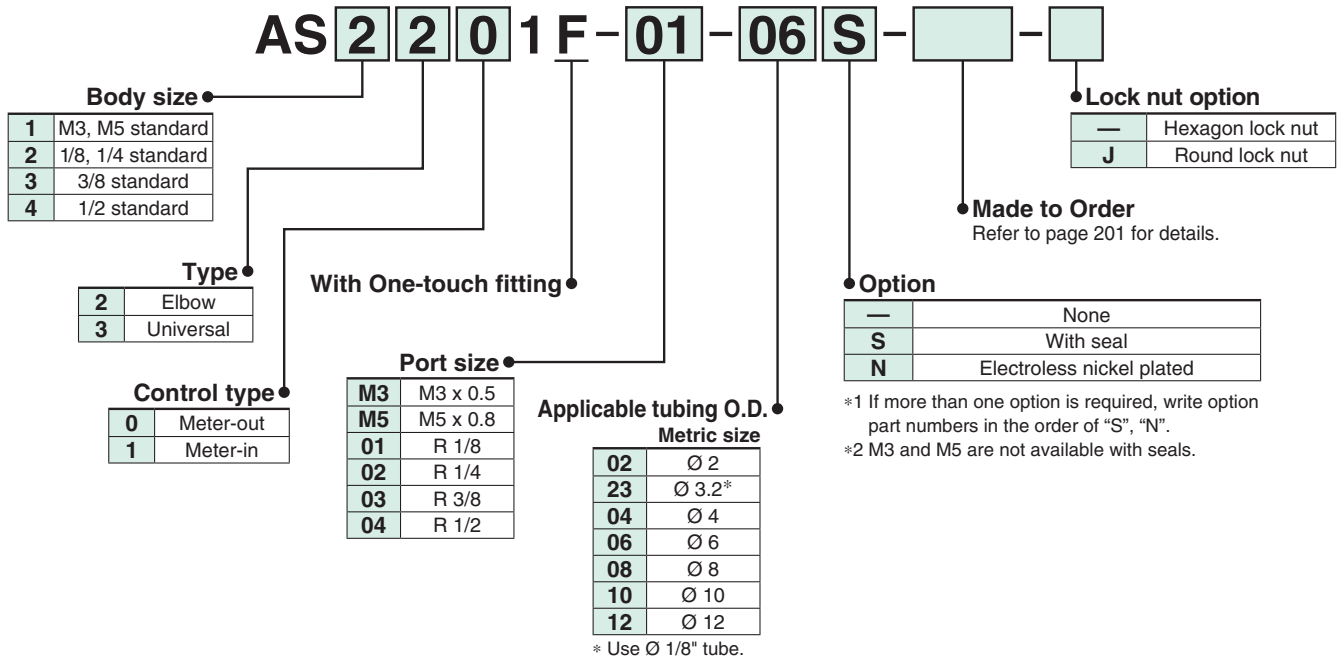 AS 2 2 0 1 F - 01 - 06 S - -
Body size
1 M3, M5 standard
2 1/8, 1/4 standard
3 3/8 standard
4 1/2 standard
Type
2 Elbow
3 Universal
Control type
0 Meter-out
1 Meter-in
With One-touch fitting
Port size
M3 M3 x 0.5
M5 M5 x 0.8
01 R 1/8
02 R 1/4
03 R 3/8
04 R 1/2
Applicable tubing O.D.
Metric size
02 Ø 2
23 Ø 3.2*
04 Ø 4
06 Ø 6
08 Ø 8
10 Ø 10
12 Ø 12
* Use Ø 1/8" tube.
Lock nut option
— Hexagon lock nut
J Round lock nut
Made to Order
Refer to page 201 for details.
Option
— None
S With seal
N Electroless nickel plated
*1 If more than one option is required, write option
part numbers in the order of “S”, “N”.
*2 M3 and M5 are not available with seals.